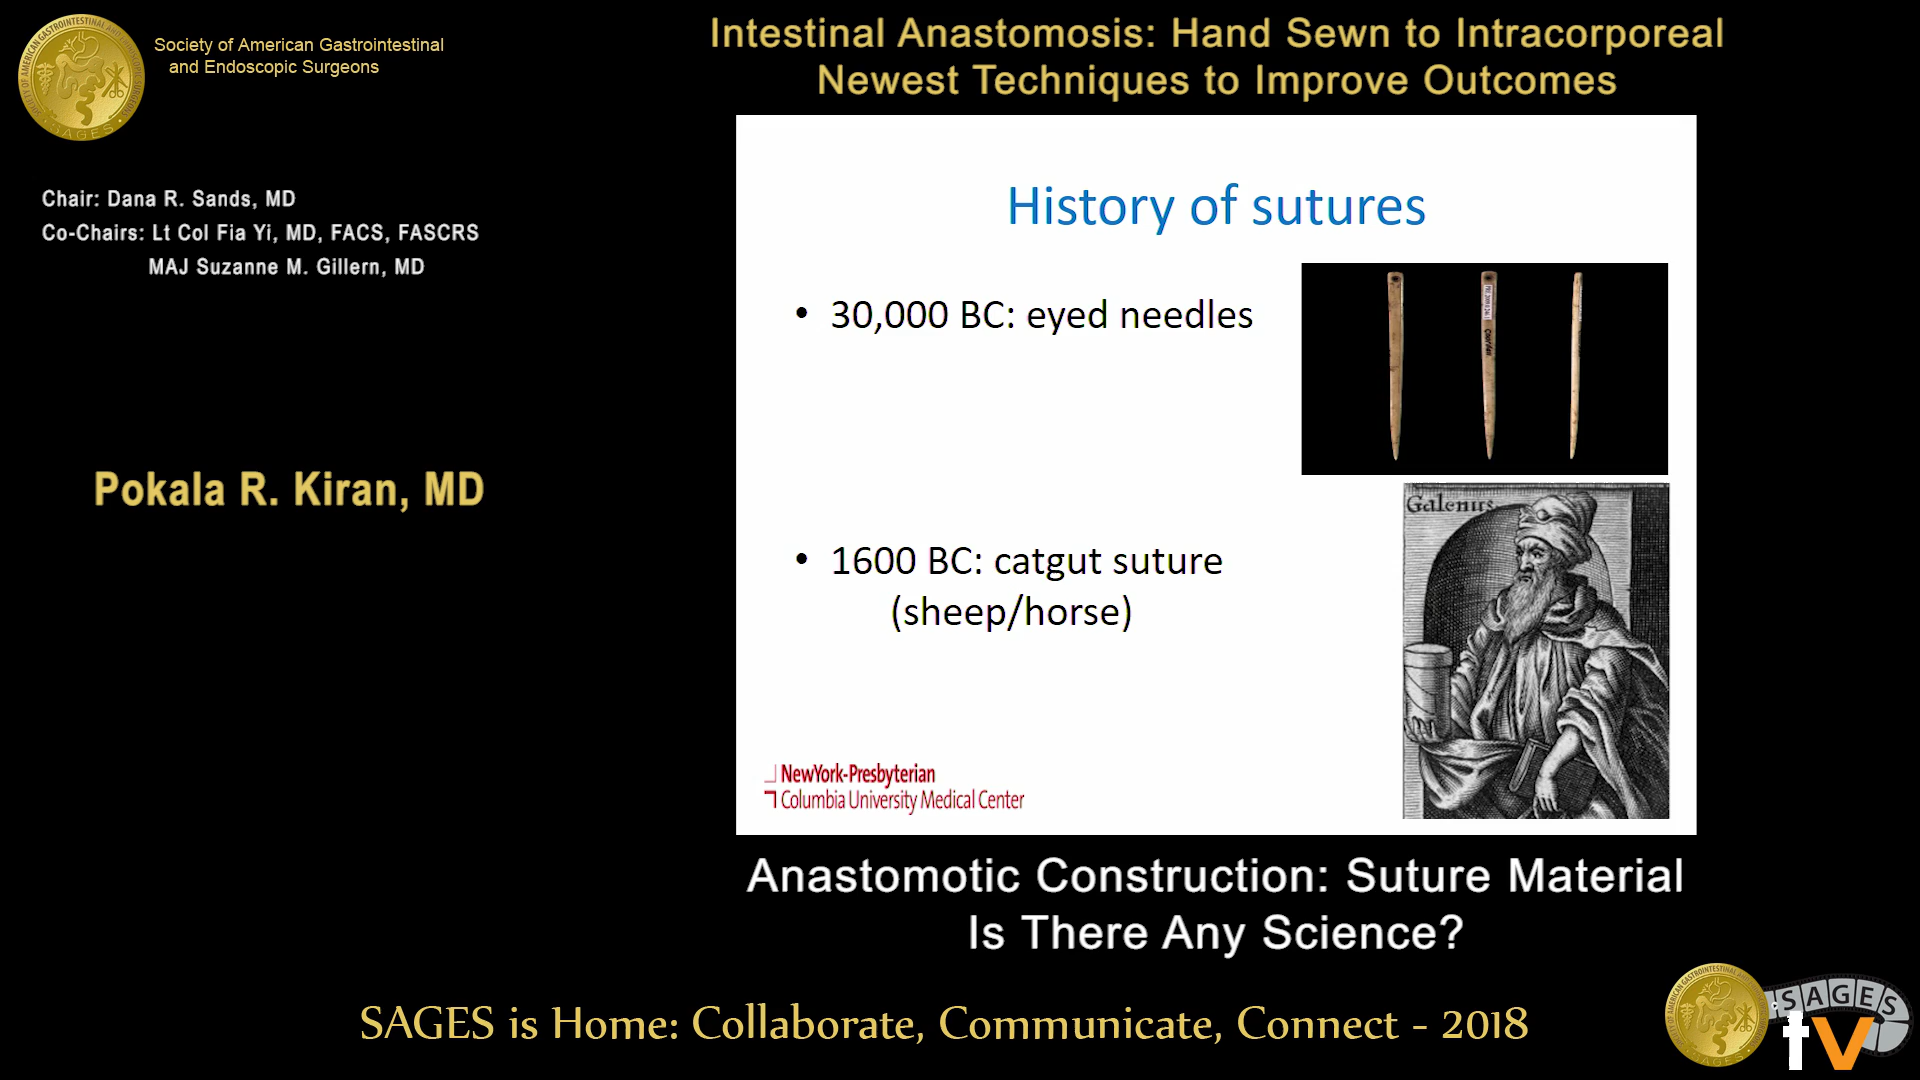 Society of American Gastrointestinal
and Endoscopic Surgeons
Intestinal Anastomosis: Hand Sewn to Intracorporeal
Newest Techniques to Improve Outcomes
Chair: Dana R. Sands, MD
Co-Chairs: Lt Col Fia Yi, MD, FACS, FASCRS
MAJ Suzanne M. Gillern, MD
Pokala R. Kiran, MD
History of sutures
• 30,000 BC: eyed needles
Galenus
• 1600 BC: catgut suture
(sheep/horse)
NewYork-Presbyterian
Columbia University Medical Center
Anastomotic Construction: Suture Material
Is There Any Science?
SAGES is Home: Collaborate, Communicate, Connect - 2018
SAGES
tv